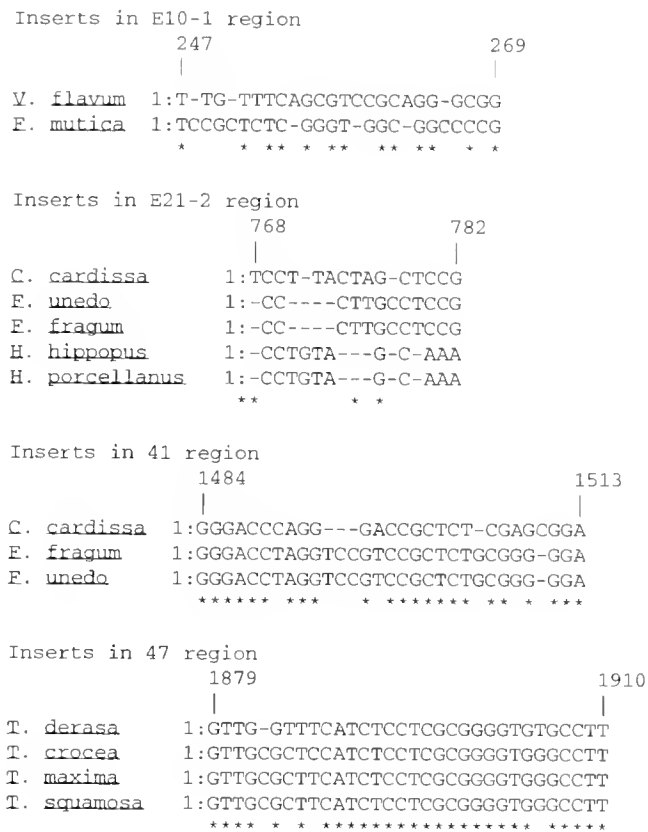 Inserts in E10-1 region
247 269
V. flavum 1:T-TG-TTTCAGCGTCCGCAGG-GCGG
F. mutica 1:TCCGCTCTC-GGGT-GGC-GGCCCCG
* * ** * ** ** ** * *
Inserts in E21-2 region
768 782
C. cardissa 1:TCCT-TACTAG-CTCCG
F. unedo 1:-CC----CTTGCCTCCG
F. fragum 1:-CC----CTTGCCTCCG
H. hippopus 1:-CCTGTA---G-C-AAA
H. porcellanus 1:-CCTGTA---G-C-AAA
** * *
Inserts in 41 region
1484 1513
C. cardissa 1:GGGACCCAGG---GACCGCTCT-CGAGCGGA
F. fragum 1:GGGACCTAGGTCCGTCCGCTCTGCGGG-GGA
F. unedo 1:GGGACCTAGGTCCGTCCGCTCTGCGGG-GGA
****** *** * ******* ** * ***
Inserts in 47 region
1879 1910
T. derasa 1:GTTG-GTTTCATCTCCTCGCGGGGTGTGCCTT
T. crocea 1:GTTGCGCTCCATCTCCTCGCGGGGTGGGCCTT
T. maxima 1:GTTGCGCTTCATCTCCTCGCGGGGTGGGCCTT
T. squamosa 1:GTTGCGCTTCATCTCCTCGCGGGGTGGGCCTT
**** * * ***************** *****